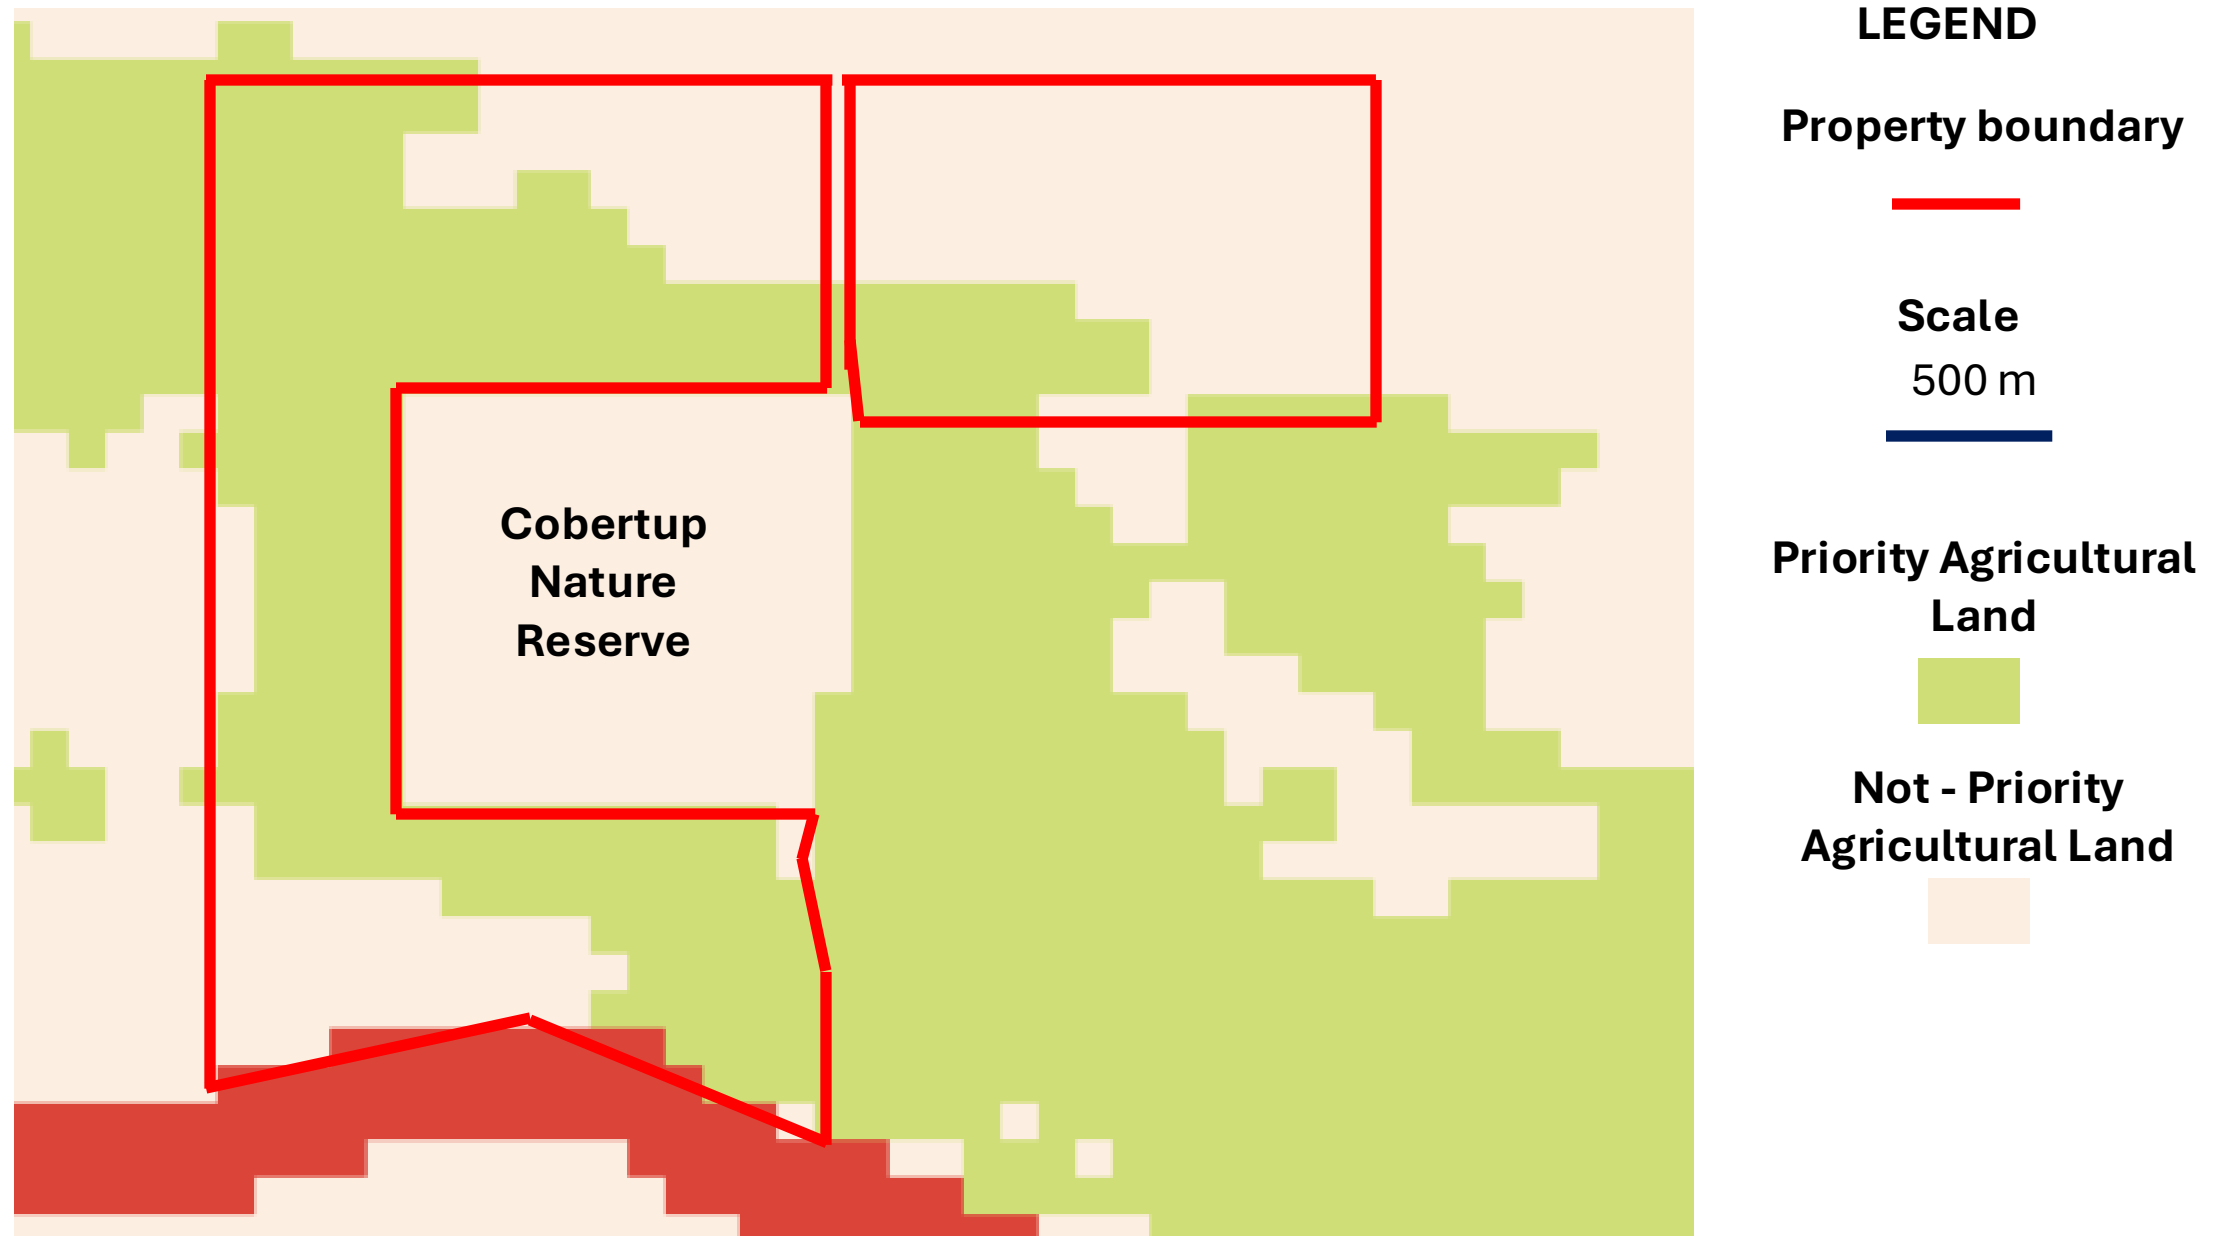 LEGEND
Property boundary
Scale
500 m
Priority Agricultural
Land
Not - Priority
Agricultural Land
Cobertup
Nature
Reserve